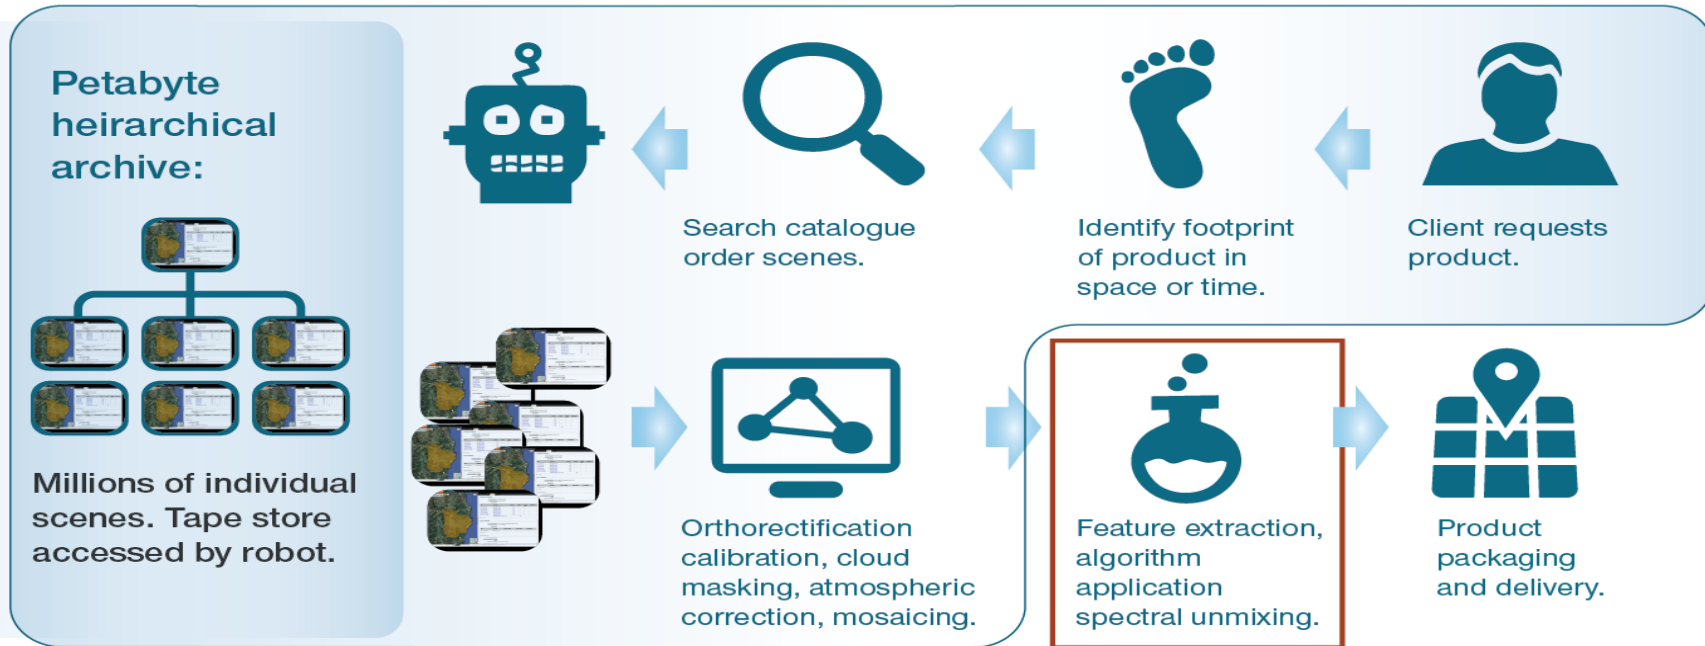 Petabyte
heirarchical
archive:
Millions of individual
scenes. Tape store
accessed by robot.
Search catalogue
order scenes.
Identify footprint
of product in
space or time.
Client requests
product.
Orthorectification
calibration, cloud
masking, atmospheric
correction, mosaicing.
Feature extraction,
algorithm
application
spectral unmixing.
Product
packaging
and delivery.